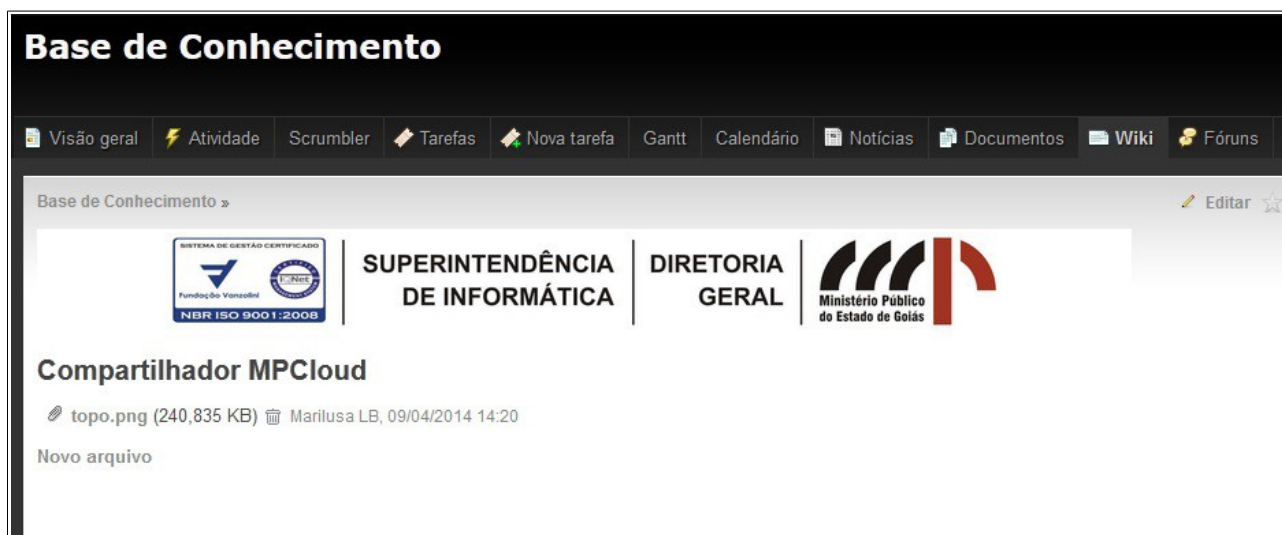 Base de Conhecimento
Visão geral Atividade Scrumbler Tarefas Nova tarefa Gantt Calendário Notícias Documentos Wiki Fóruns
Base de Conhecimento »
Editar
SISTEMA DE GESTÃO CERTIFICADO
Fundação Vanzolini
IQNet
NBR ISO 9001:2008
SUPERINTENDÊNCIA
DE INFORMÁTICA
DIRETORIA
GERAL
Ministério Público
do Estado de Goiás
Compartilhador MPCloud
topo.png (240,835 KB) Marilusa LB, 09/04/2014 14:20
Novo arquivo